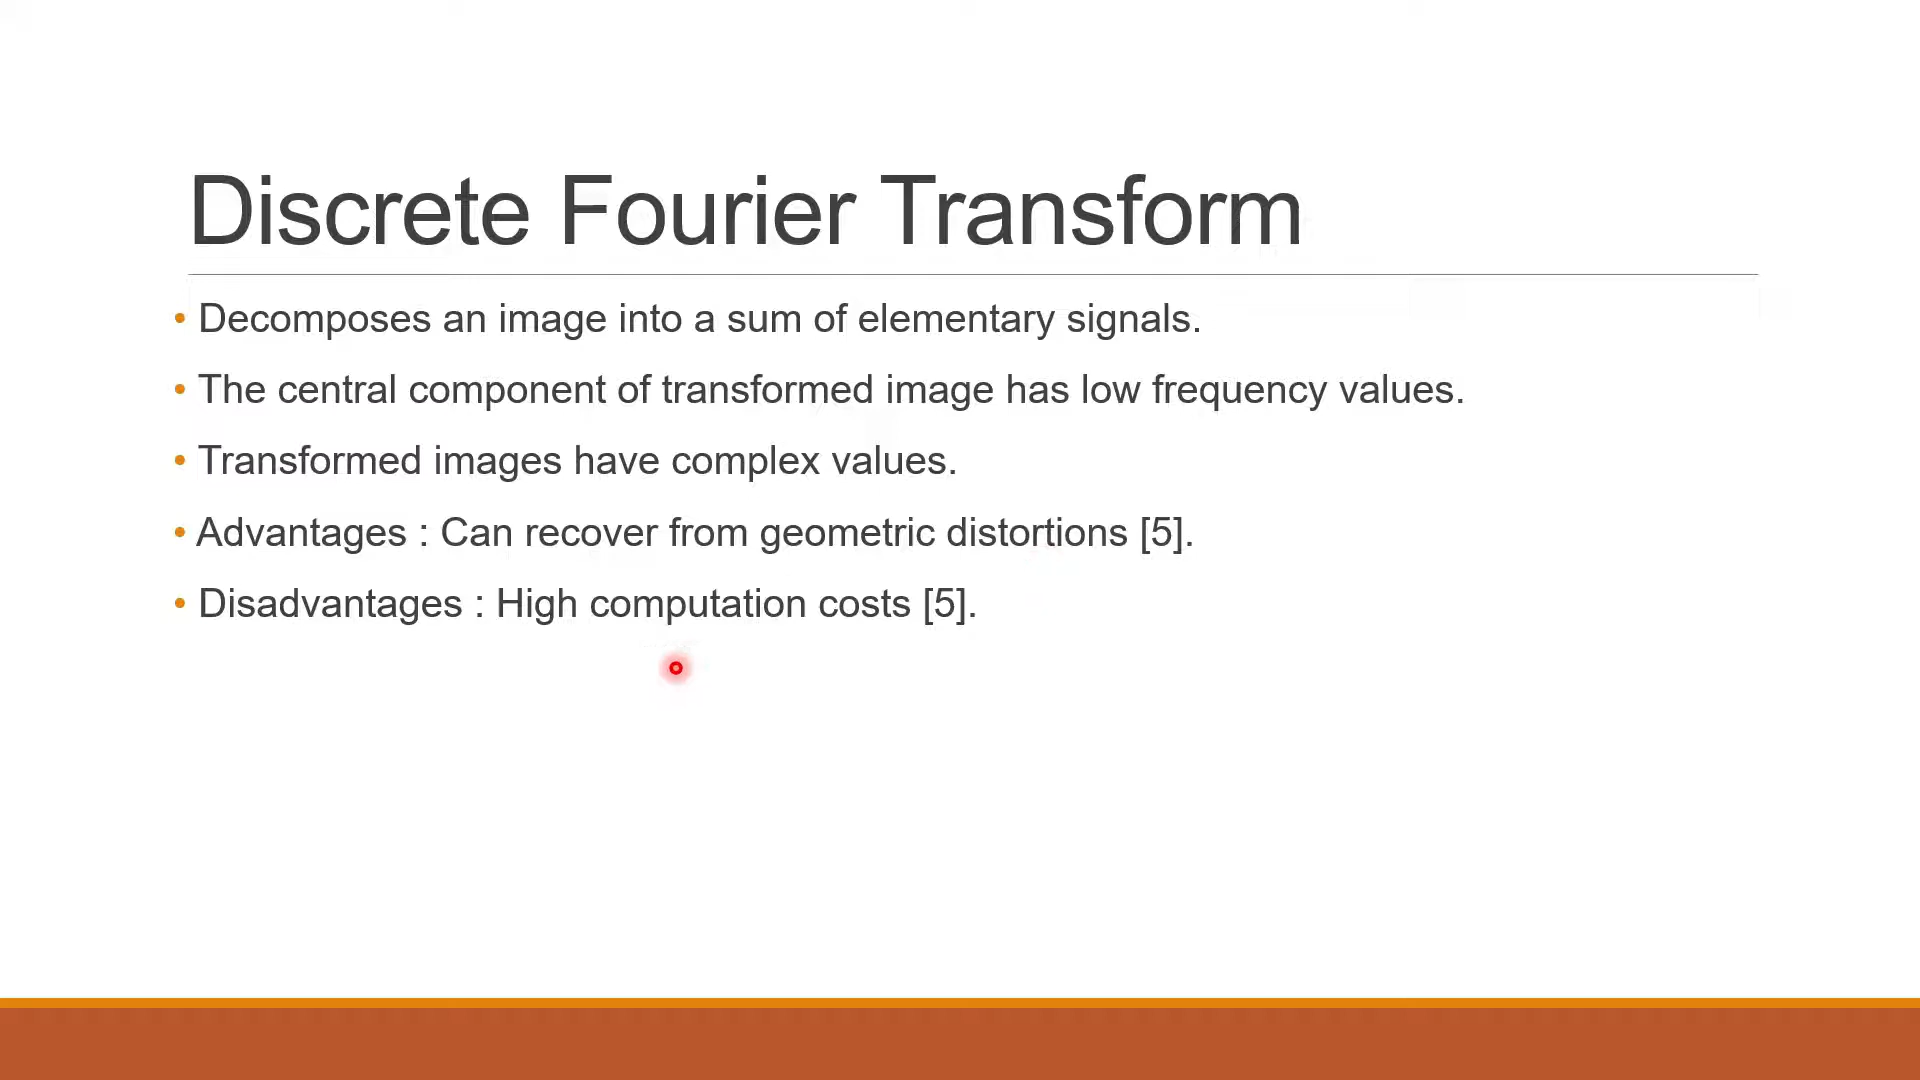 Discrete Fourier Transform
• Decomposes an image into a sum of elementary signals.
• The central component of transformed image has low frequency values.
• Transformed images have complex values.
• Advantages : Can recover from geometric distortions [5].
• Disadvantages : High computation costs [5].